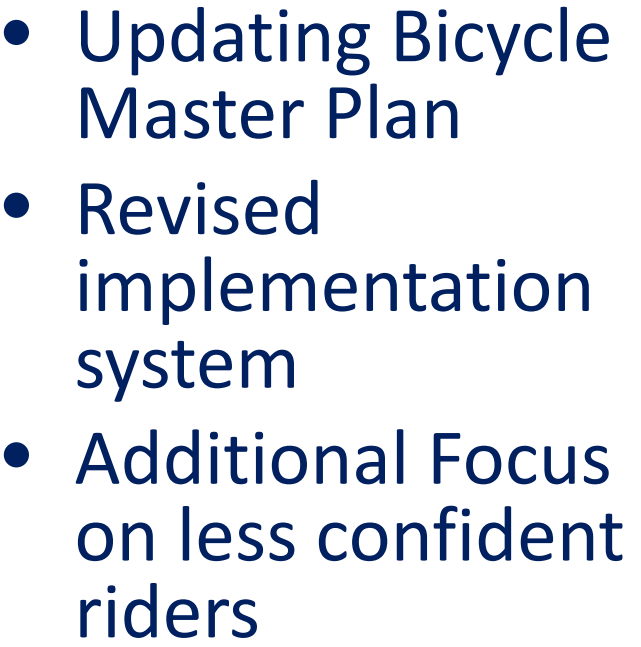 • Updating Bicycle
Master Plan
• Revised
implementation
system
• Additional Focus
on less confident
riders